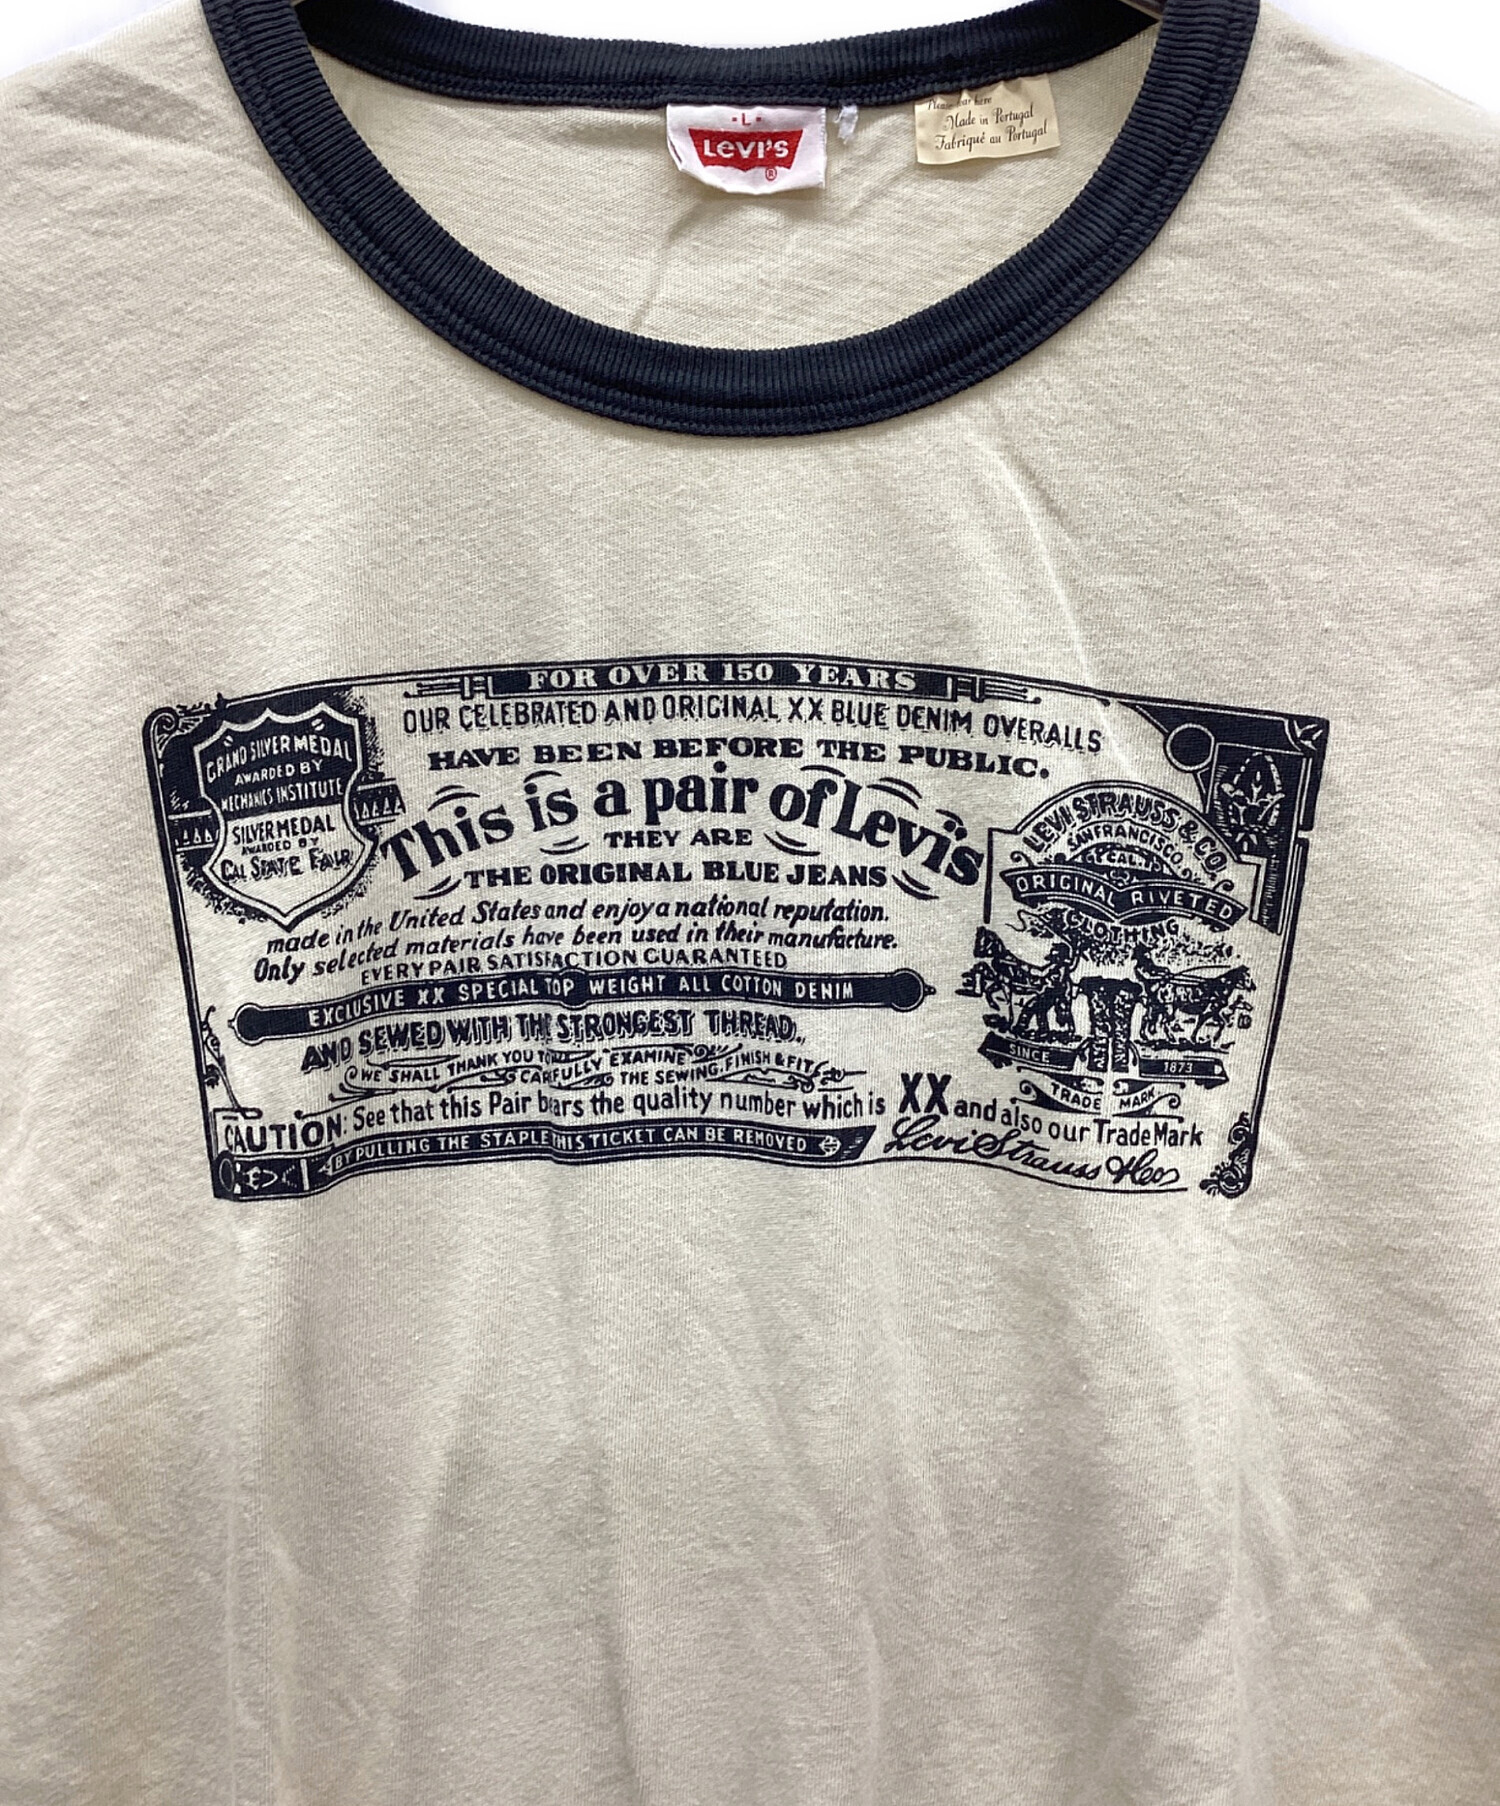 L
Levi's
®
Please wear here
Made in Portugal
Fabriqué au Portugal
FOR OVER 150 YEARS
OUR CELEBRATED AND ORIGINAL XX BLUE DENIM OVERALLS
HAVE BEEN BEFORE THE PUBLIC.
This is a pair of Levi's
THEY ARE
THE ORIGINAL BLUE JEANS
made in the United States and enjoy a national reputation.
Only selected materials have been used in their manufacture.
EVERY PAIR SATISFACTION GUARANTEED
EXCLUSIVE XX SPECIAL TOP WEIGHT ALL COTTON DENIM
AND SEWED WITH THE STRONGEST THREAD.
WE SHALL THANK YOU TO
CAREFULLY EXAMINE
THE SEWING, FINISH & FIT
CAUTION: See that this Pair bears the quality number which is XX and also our Trade Mark
BY PULLING THE STAPLE THIS TICKET CAN BE REMOVED
Levi Strauss & Co
GRAND SILVER MEDAL
AWARDED BY
MECHANICS INSTITUTE
SILVER MEDAL
AWARDED BY
CAL STATE FAIR
LEVI STRAUSS & CO.
SAN FRANCISCO,
CAL.
ORIGINAL RIVETED
CLOTHING
SINCE 1873
TRADE MARK